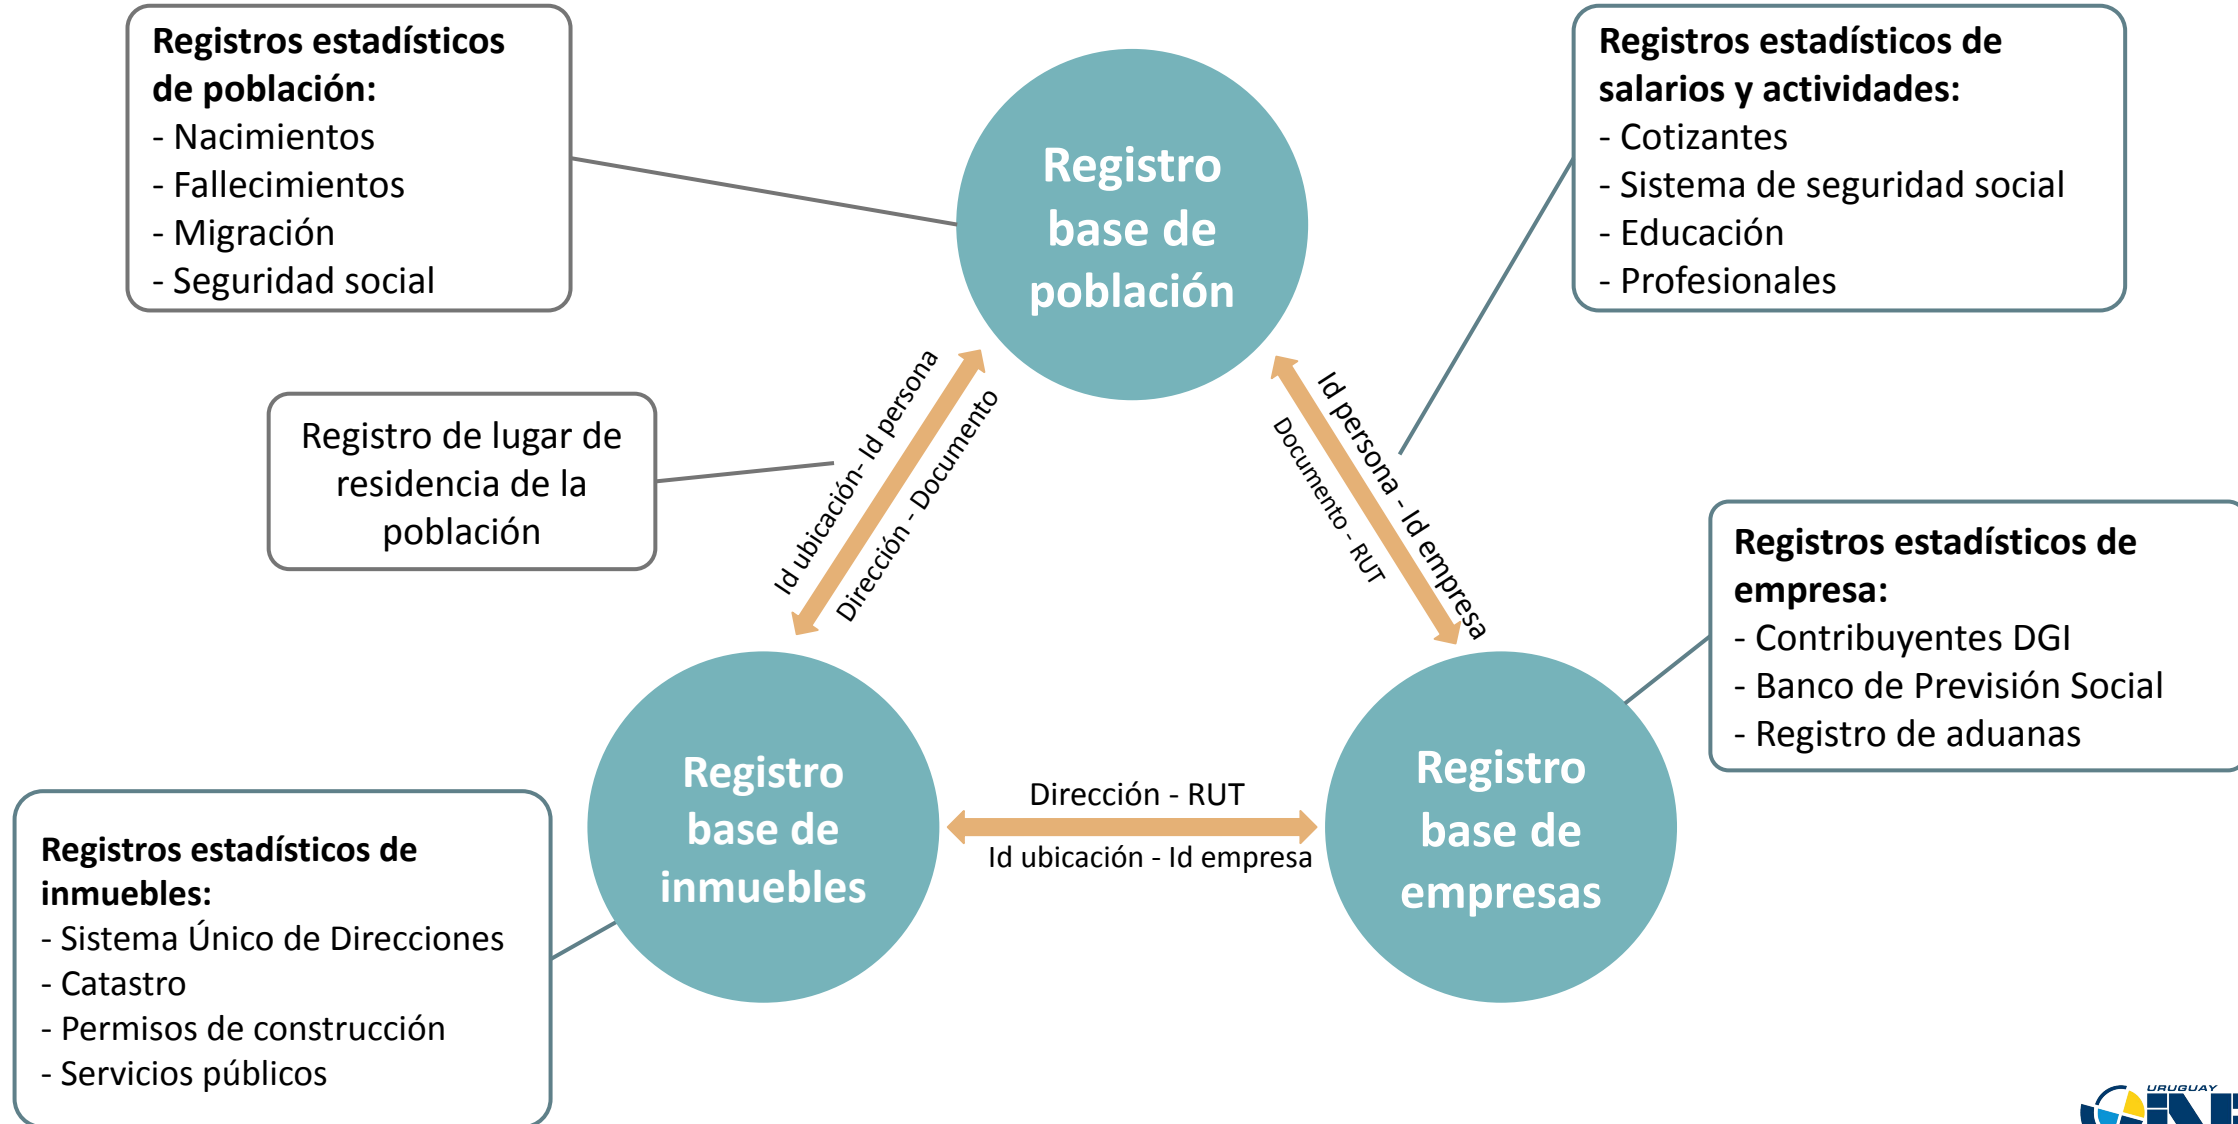 Registros estadísticos
de población:
- Nacimientos
- Fallecimientos
- Migración
- Seguridad social
Registro
base de
población
Registros estadísticos de
salarios y actividades:
- Cotizantes
- Sistema de seguridad social
- Educación
- Profesionales
Registro de lugar de
residencia de la
población
Id ubicación- Id persona
Dirección - Documento
Id persona - Id empresa
Documento - RUT
Registros estadísticos de
empresa:
- Contribuyentes DGI
- Banco de Previsión Social
- Registro de aduanas
Registro
base de
inmuebles
Dirección - RUT
Id ubicación - Id empresa
Registro
base de
empresas
Registros estadísticos de
inmuebles:
- Sistema Único de Direcciones
- Catastro
- Permisos de construcción
- Servicios públicos
URUGUAY